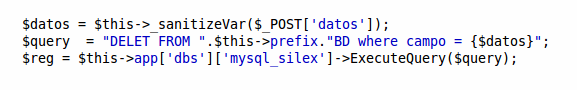 $datos = $this->_sanitizeVar($_POST['datos']);
$query  = "DELET FROM ".$this->prefix."BD where campo = {$datos}";
$reg = $this->app['dbs']['mysql_silex']->ExecuteQuery($query);